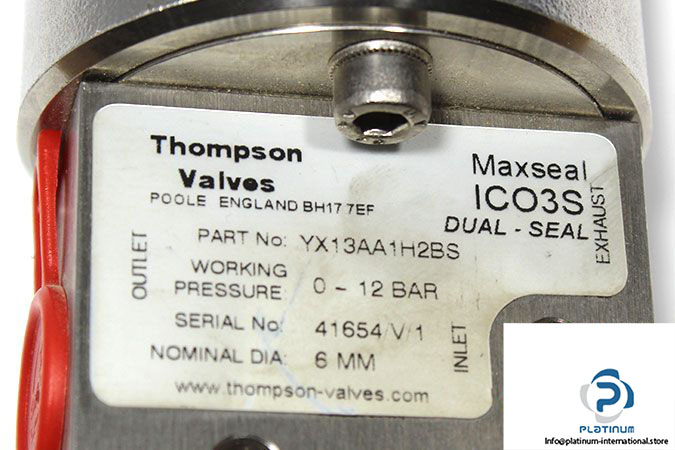 Thompson
Valves
POOLE ENGLAND BH17 7EF
Maxseal
ICO3S
DUAL - SEAL
EXHAUST
OUTLET
PART No: YX13AA1H2BS
WORKING
PRESSURE: 0 - 12 BAR
SERIAL No: 41654/V/1
INLET
NOMINAL DIA: 6 MM
www.thompson-valves.com
PLATINUM
info@platinum-international.store